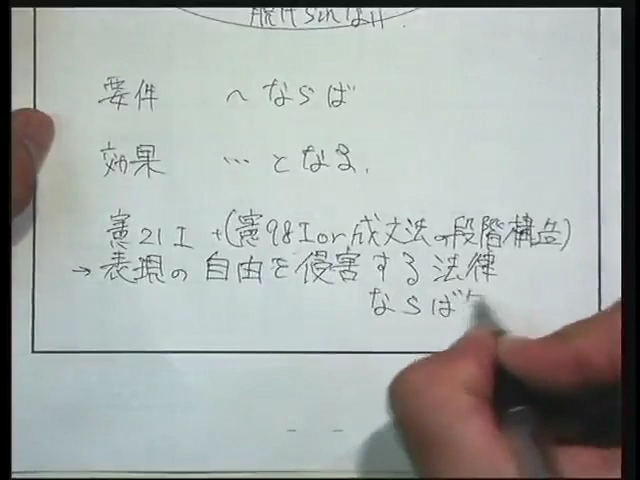 要件 〜ならば
効果 …となる.
憲21Ⅰ +(憲98Ⅰor成文法の段階構造)
→表現の自由を侵害する法律
ならば